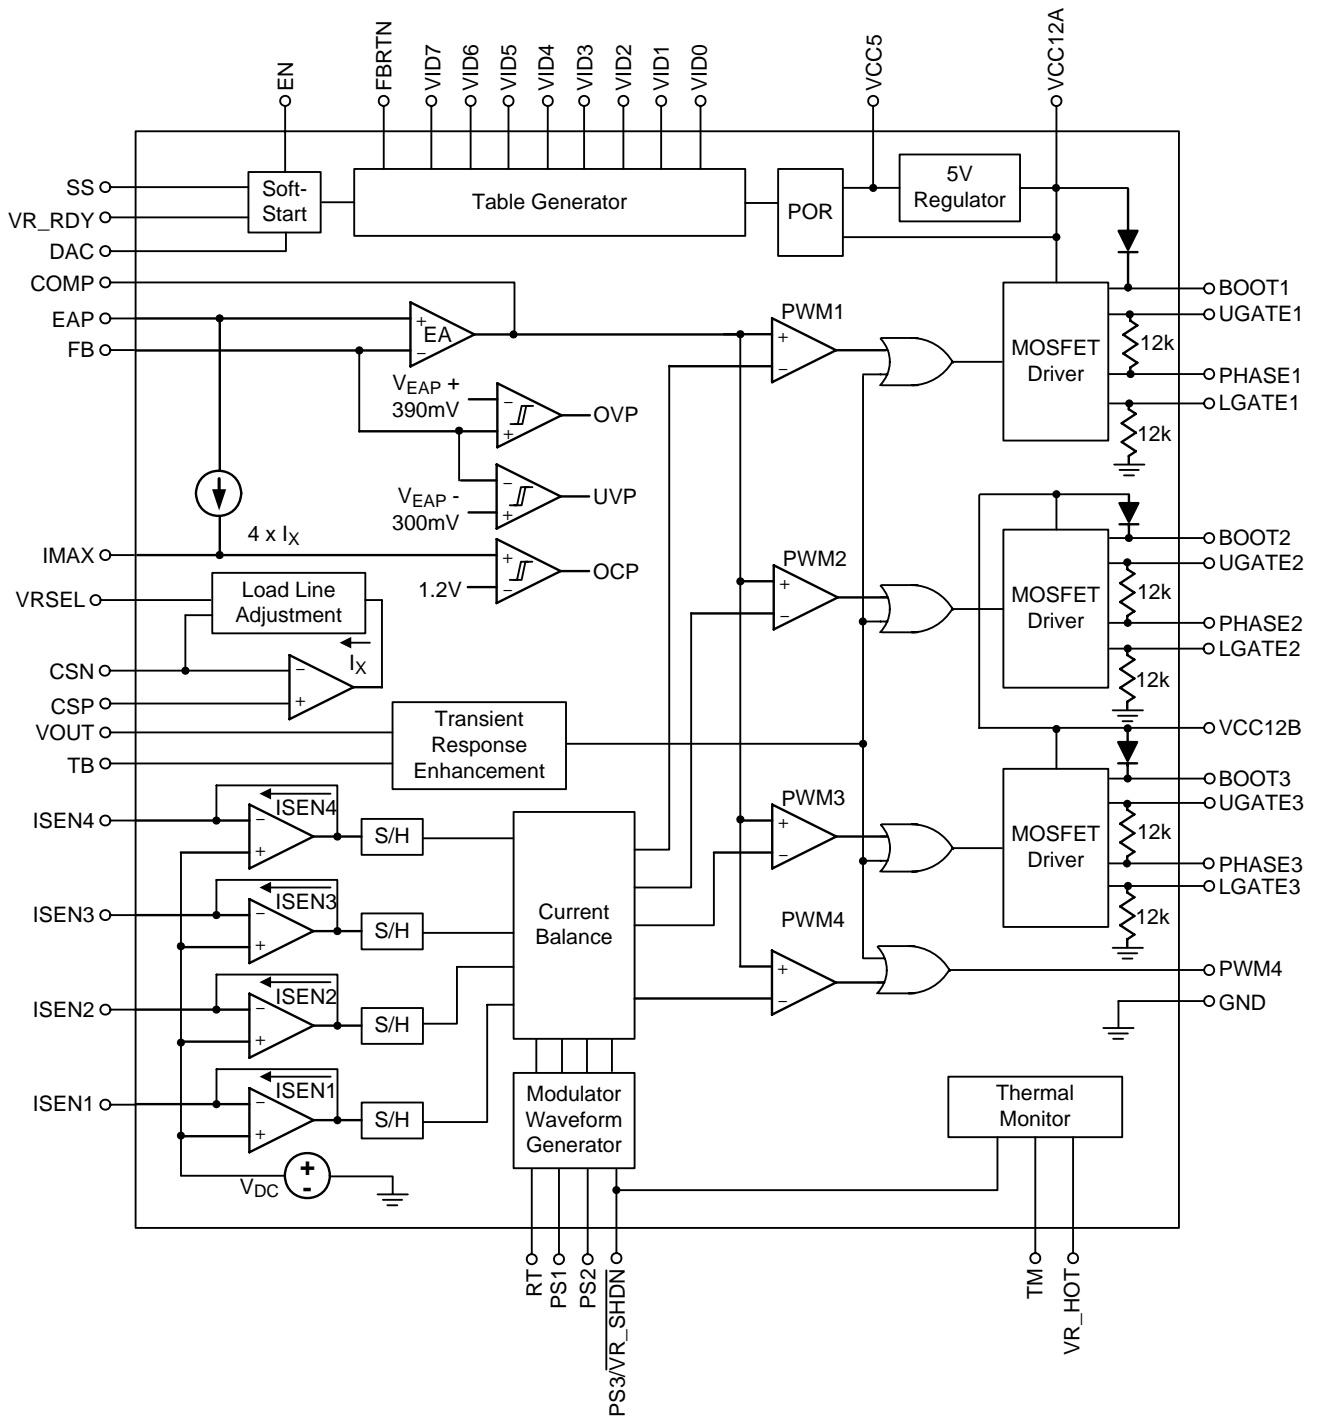 EN
FBRTN
VID7
VID6
VID5
VID4
VID3
VID2
VID1
VID0
VCC5
VCC12A
SS
VR_RDY
DAC
COMP
EAP
FB
Soft-
Start
Table Generator
POR
5V
Regulator
+
EA
−
PWM1
+
−
MOSFET
Driver
BOOT1
UGATE1
12k
PHASE1
LGATE1
12k
VEAP +
390mV
−
+
OVP
VEAP -
300mV
−
+
UVP
4 x IX
IMAX
1.2V
+
−
OCP
VRSEL
Load Line
Adjustment
IX
CSN
CSP
−
+
PWM2
+
−
MOSFET
Driver
BOOT2
UGATE2
12k
PHASE2
LGATE2
12k
VCC12B
VOUT
TB
Transient
Response
Enhancement
ISEN4
ISEN4
−
+
S/H
ISEN3
ISEN3
−
+
S/H
ISEN2
ISEN2
−
+
S/H
ISEN1
ISEN1
−
+
S/H
VDC
+
-
Current
Balance
Modulator
Waveform
Generator
PWM3
+
−
MOSFET
Driver
BOOT3
UGATE3
12k
PHASE3
LGATE3
12k
PWM4
+
−
PWM4
GND
Thermal
Monitor
RT
PS1
PS2
PS3/VR_SHDN
TM
VR_HOT